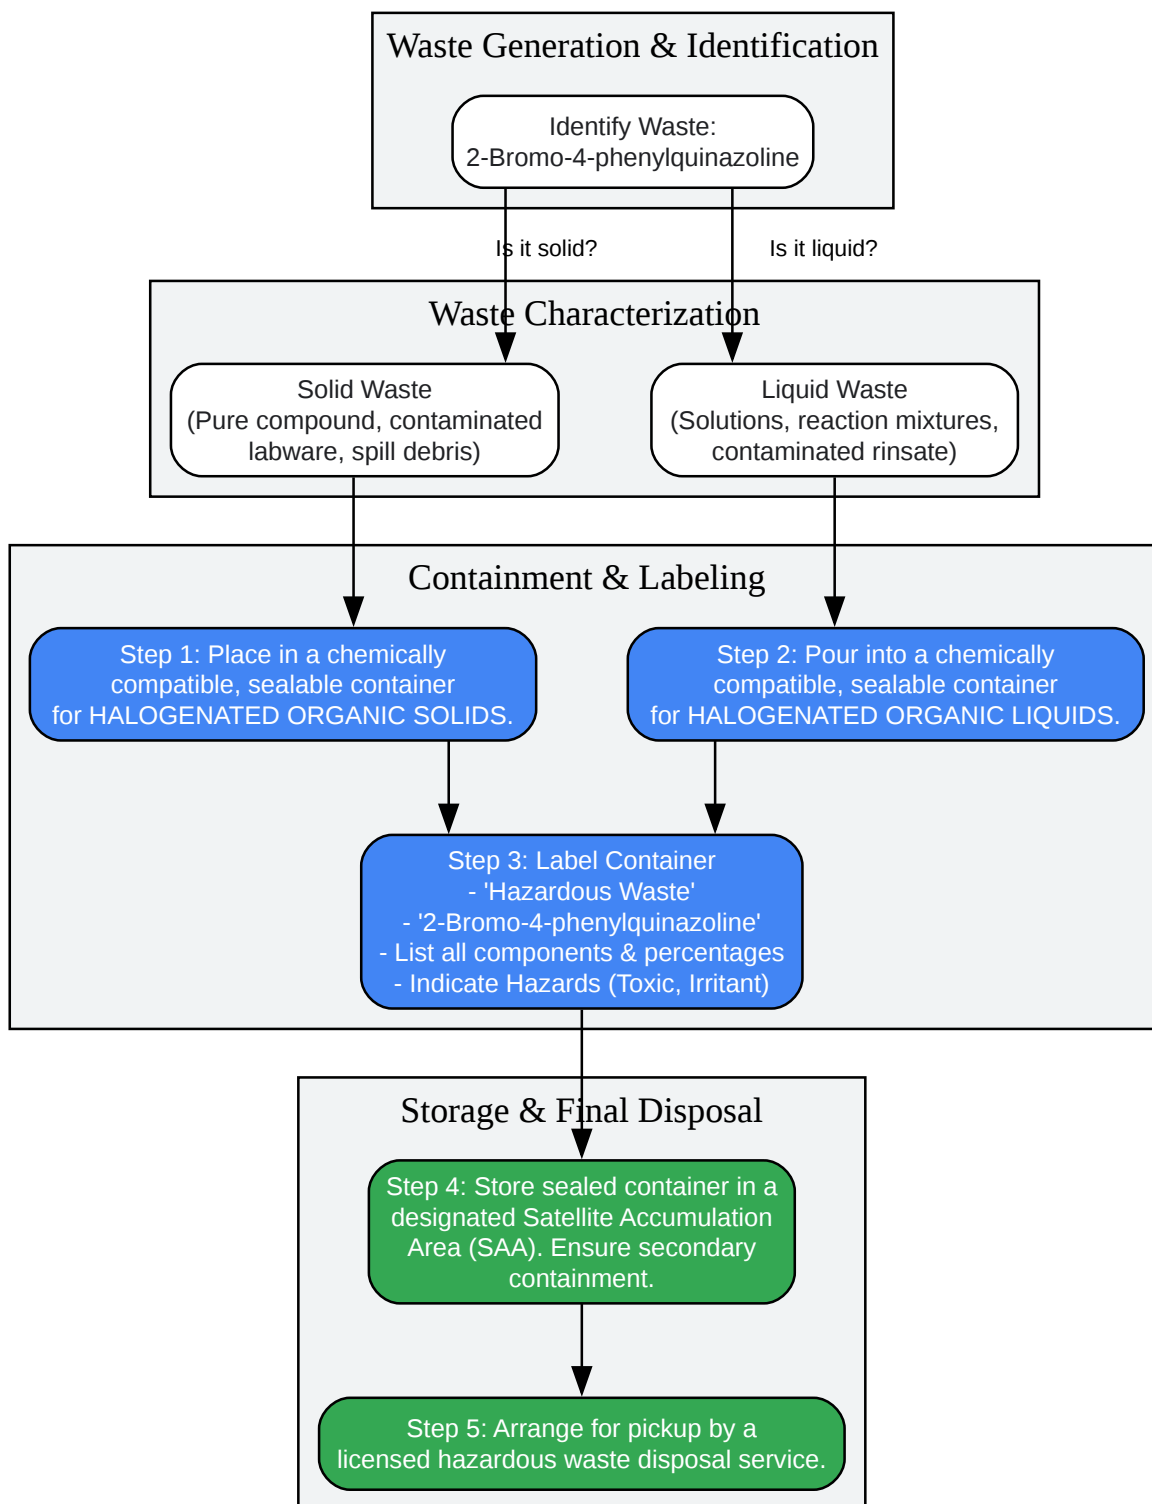 Waste Generation & Identification
Identify Waste:
2-Bromo-4-phenylquinazoline
Is it solid?
Is it liquid?
Waste Characterization
Solid Waste
(Pure compound, contaminated
labware, spill debris)
Liquid Waste
(Solutions, reaction mixtures,
contaminated rinsate)
Containment & Labeling
Step 1: Place in a chemically
compatible, sealable container
for HALOGENATED ORGANIC SOLIDS.
Step 2: Pour into a chemically
compatible, sealable container
for HALOGENATED ORGANIC LIQUIDS.
Step 3: Label Container
- 'Hazardous Waste'
- '2-Bromo-4-phenylquinazoline'
- List all components & percentages
- Indicate Hazards (Toxic, Irritant)
Storage & Final Disposal
Step 4: Store sealed container in a
designated Satellite Accumulation
Area (SAA). Ensure secondary
containment.
Step 5: Arrange for pickup by a
licensed hazardous waste disposal service.